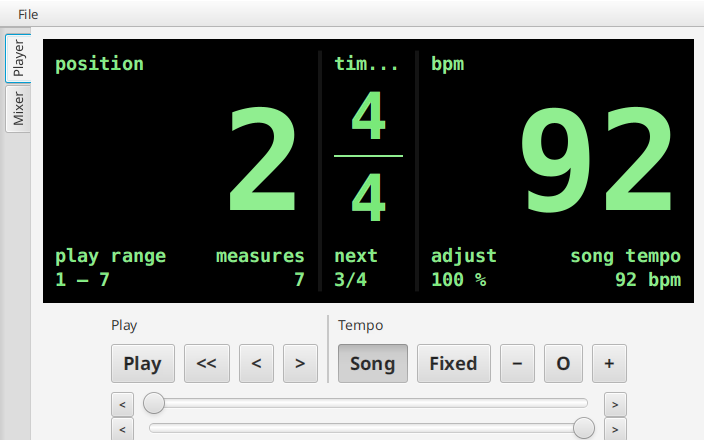 File
Player
Mixer
position tim... bpm
2 4 92
4
play range measures next adjust song tempo
1 – 7 7 3/4 100 % 92 bpm
Play Tempo
Play << < > Song Fixed – O +
< >
< >